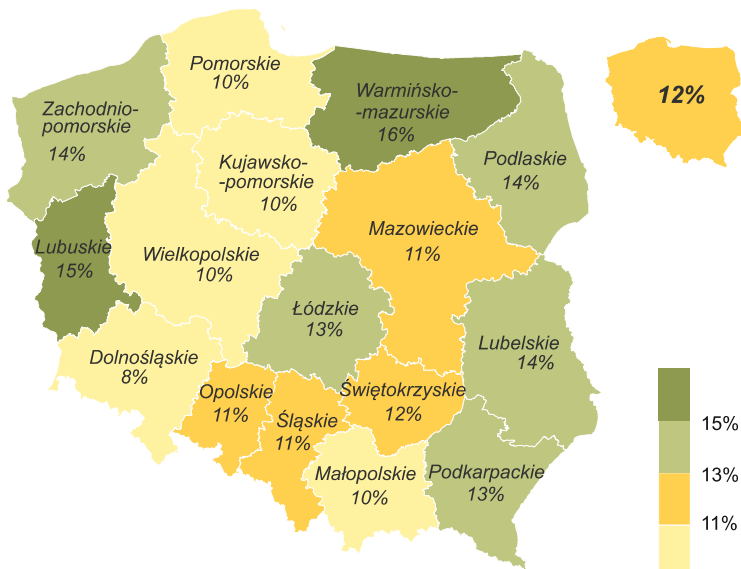 Pomorskie
10%
Warmińsko-
-mazurskie
16%
12%
Zachodnio-
pomorskie
14%
Kujawsko-
-pomorskie
10%
Podlaskie
14%
Lubuskie
15%
Wielkopolskie
10%
Mazowieckie
11%
Łódzkie
13%
Lubelskie
14%
Dolnośląskie
8%
Opolskie
11%
Śląskie
11%
Świętokrzyskie
12%
Małopolskie
10%
Podkarpackie
13%
15%
13%
11%